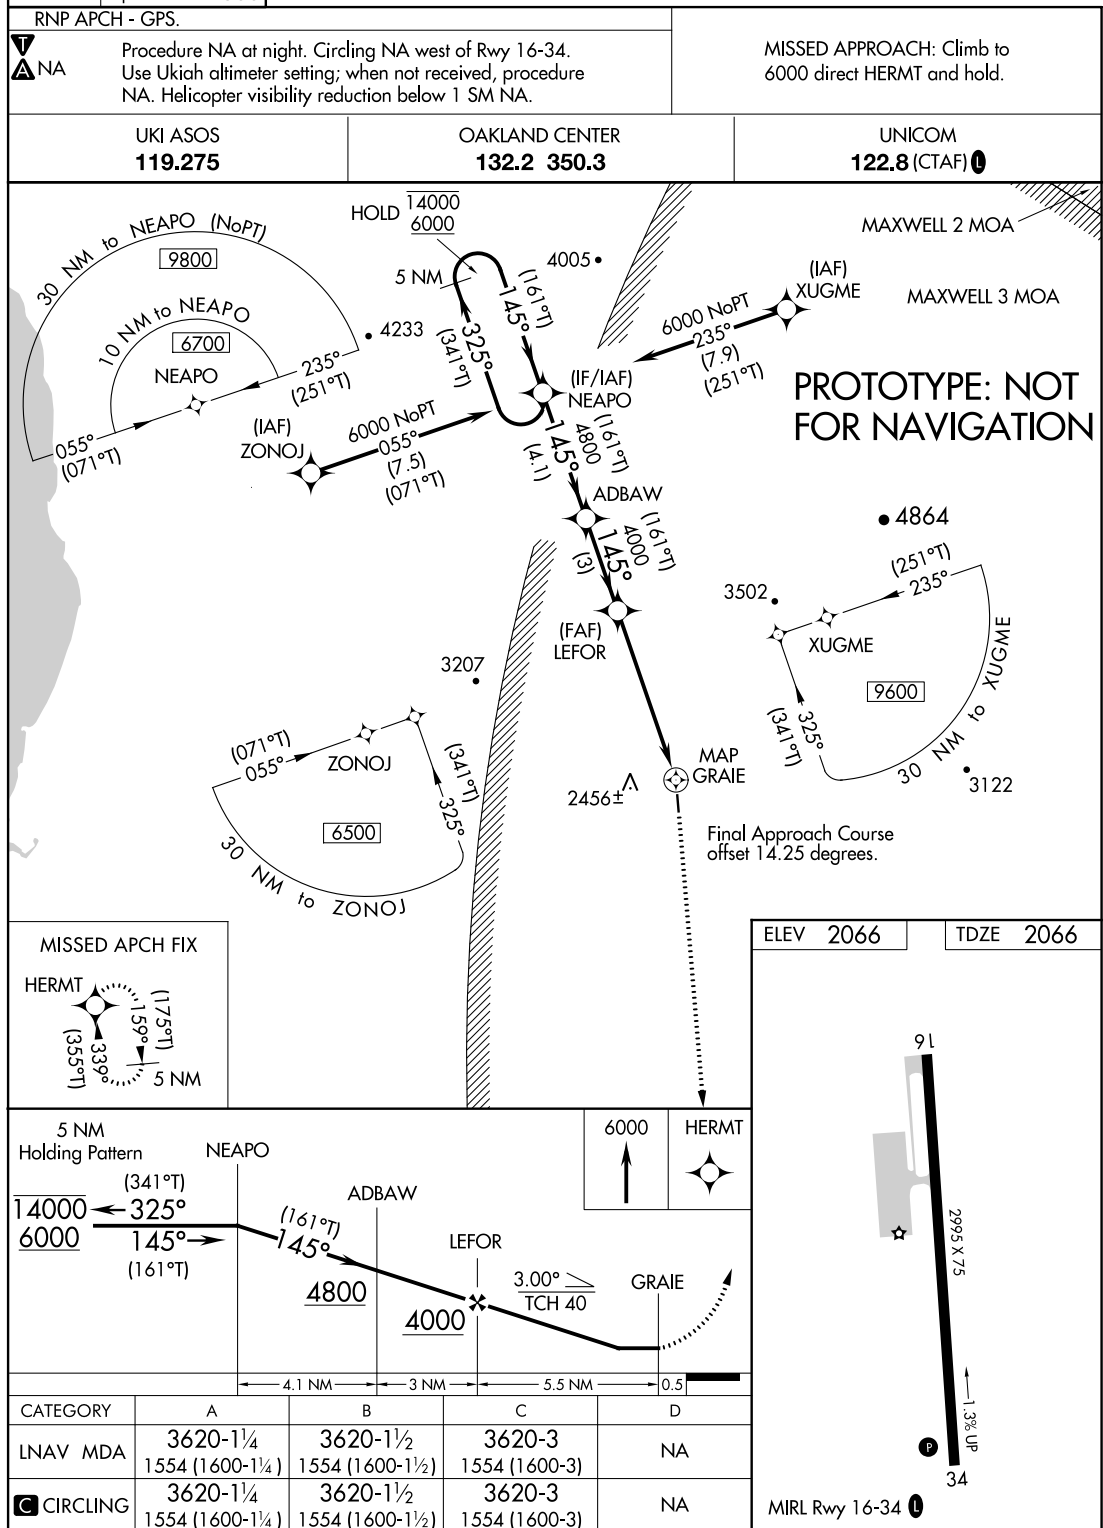 RNP APCH - GPS.
T
A NA
Procedure NA at night. Circling NA west of Rwy 16-34.
Use Ukiah altimeter setting; when not received, procedure
NA. Helicopter visibility reduction below 1 SM NA.
MISSED APPROACH: Climb to
6000 direct HERMT and hold.
UKI ASOS
119.275
OAKLAND CENTER
132.2 350.3
UNICOM
122.8 (CTAF) L
30 NM to NEAPO (NoPT)
9800
10 NM to NEAPO
6700
NEAPO
235°
(251°T)
055°
(071°T)
4233
HOLD
14000
6000
5 NM
145°
(161°T)
325°
(341°T)
4005
MAXWELL 2 MOA
MAXWELL 3 MOA
(IAF)
XUGME
6000 NoPT
235°
(7.9)
(251°T)
PROTOTYPE: NOT
FOR NAVIGATION
(IF/IAF)
NEAPO
(IAF)
ZONOJ
6000 NoPT
055°
(7.5)
(071°T)
(161°T)
4800
145°
(4.1)
ADBAW
(161°T)
4000
145°
(3)
(FAF)
LEFOR
4864
3502
(251°T)
235°
XUGME
9600
325°
(341°T)
30 NM to XUGME
3122
3207
(071°T)
055°
ZONOJ
(341°T)
325°
6500
30 NM to ZONOJ
MAP
GRAIE
2456±
Final Approach Course
offset 14.25 degrees.
MISSED APCH FIX
HERMT
(175°T)
159°
339°
(355°T)
5 NM
ELEV 2066
TDZE 2066
16
2995 X 75
1.3% UP
P
34
MIRL Rwy 16-34 L
5 NM
Holding Pattern
NEAPO
(341°T)
14000
325°
6000
145°
(161°T)
ADBAW
(161°T)
145°
4800
LEFOR
4000
3.00°
TCH 40
GRAIE
6000
HERMT
4.1 NM
3 NM
5.5 NM
0.5
CATEGORY A B C D
LNAV MDA 3620-1¼ 3620-1½ 3620-3 NA
1554 (1600-1¼) 1554 (1600-1½) 1554 (1600-3)
C CIRCLING 3620-1¼ 3620-1½ 3620-3 NA
1554 (1600-1¼) 1554 (1600-1½) 1554 (1600-3)